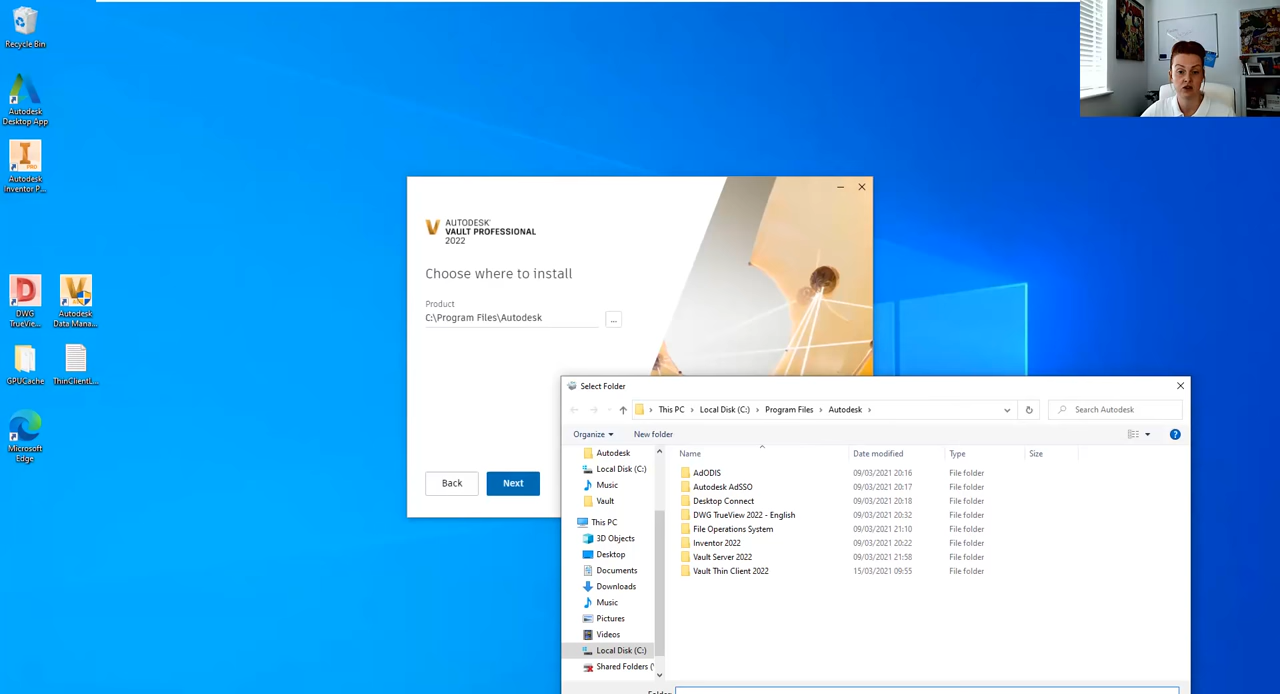 Recycle Bin
Autodesk
Desktop App
Autodesk
Inventor P...
DWG
TrueVie...
Autodesk
Data Mana...
GPUCache
ThinClientL...
Microsoft
Edge
AUTODESK
VAULT PROFESSIONAL
2022
Choose where to install
Product
C:\Program Files\Autodesk
...
Back
Next
Select Folder
This PC > Local Disk (C:) > Program Files > Autodesk >
Search Autodesk
Organize
New folder
Autodesk
Local Disk (C:)
Music
Vault
This PC
3D Objects
Desktop
Documents
Downloads
Music
Pictures
Videos
Local Disk (C:)
Shared Folders (
Name Date modified Type Size
AdODIS 09/03/2021 20:16 File folder
Autodesk AdSSO 09/03/2021 20:17 File folder
Desktop Connect 09/03/2021 20:18 File folder
DWG TrueView 2022 - English 09/03/2021 20:32 File folder
File Operations System 09/03/2021 21:10 File folder
Inventor 2022 09/03/2021 20:22 File folder
Vault Server 2022 09/03/2021 21:58 File folder
Vault Thin Client 2022 15/03/2021 09:55 File folder
Folder: